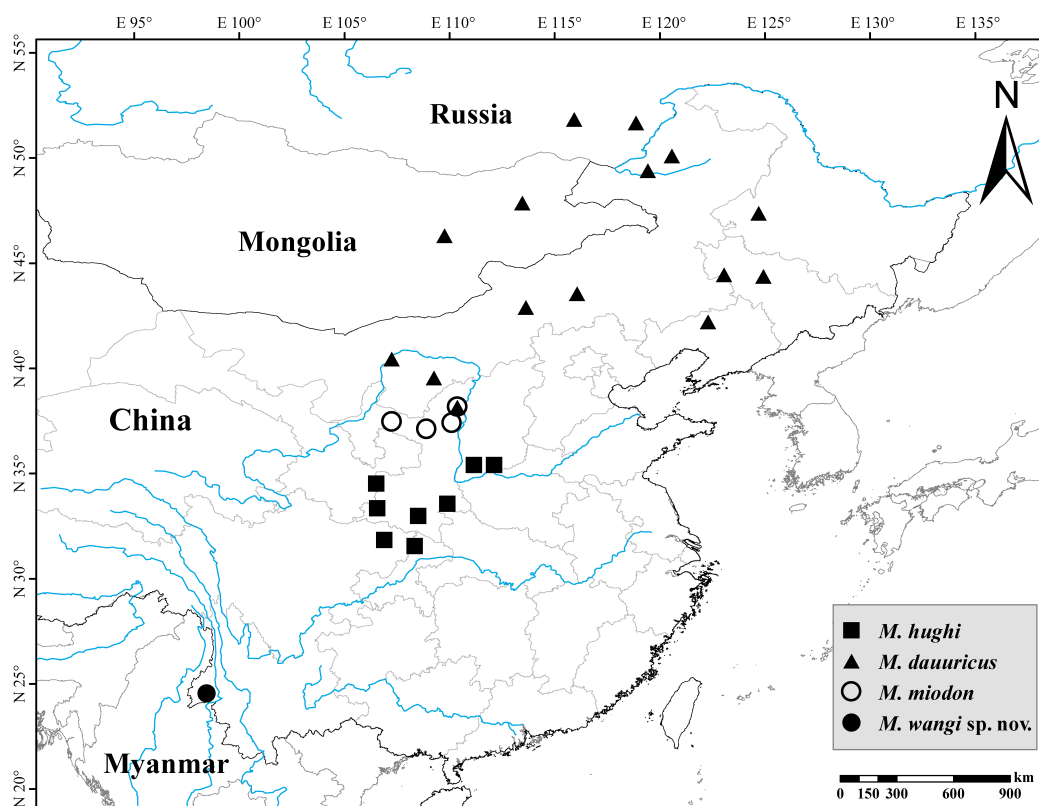 E 95° E 100° E 105° E 110° E 115° E 120° E 125° E 130° E 135°
N 55°
N 50°
N 45°
N 40°
N 35°
N 30°
N 25°
N 20°
Russia
N
Mongolia
China
Myanmar
M. hughi
M. dauuricus
M. miodon
M. wangi sp. nov.
km
0 150 300 600 900